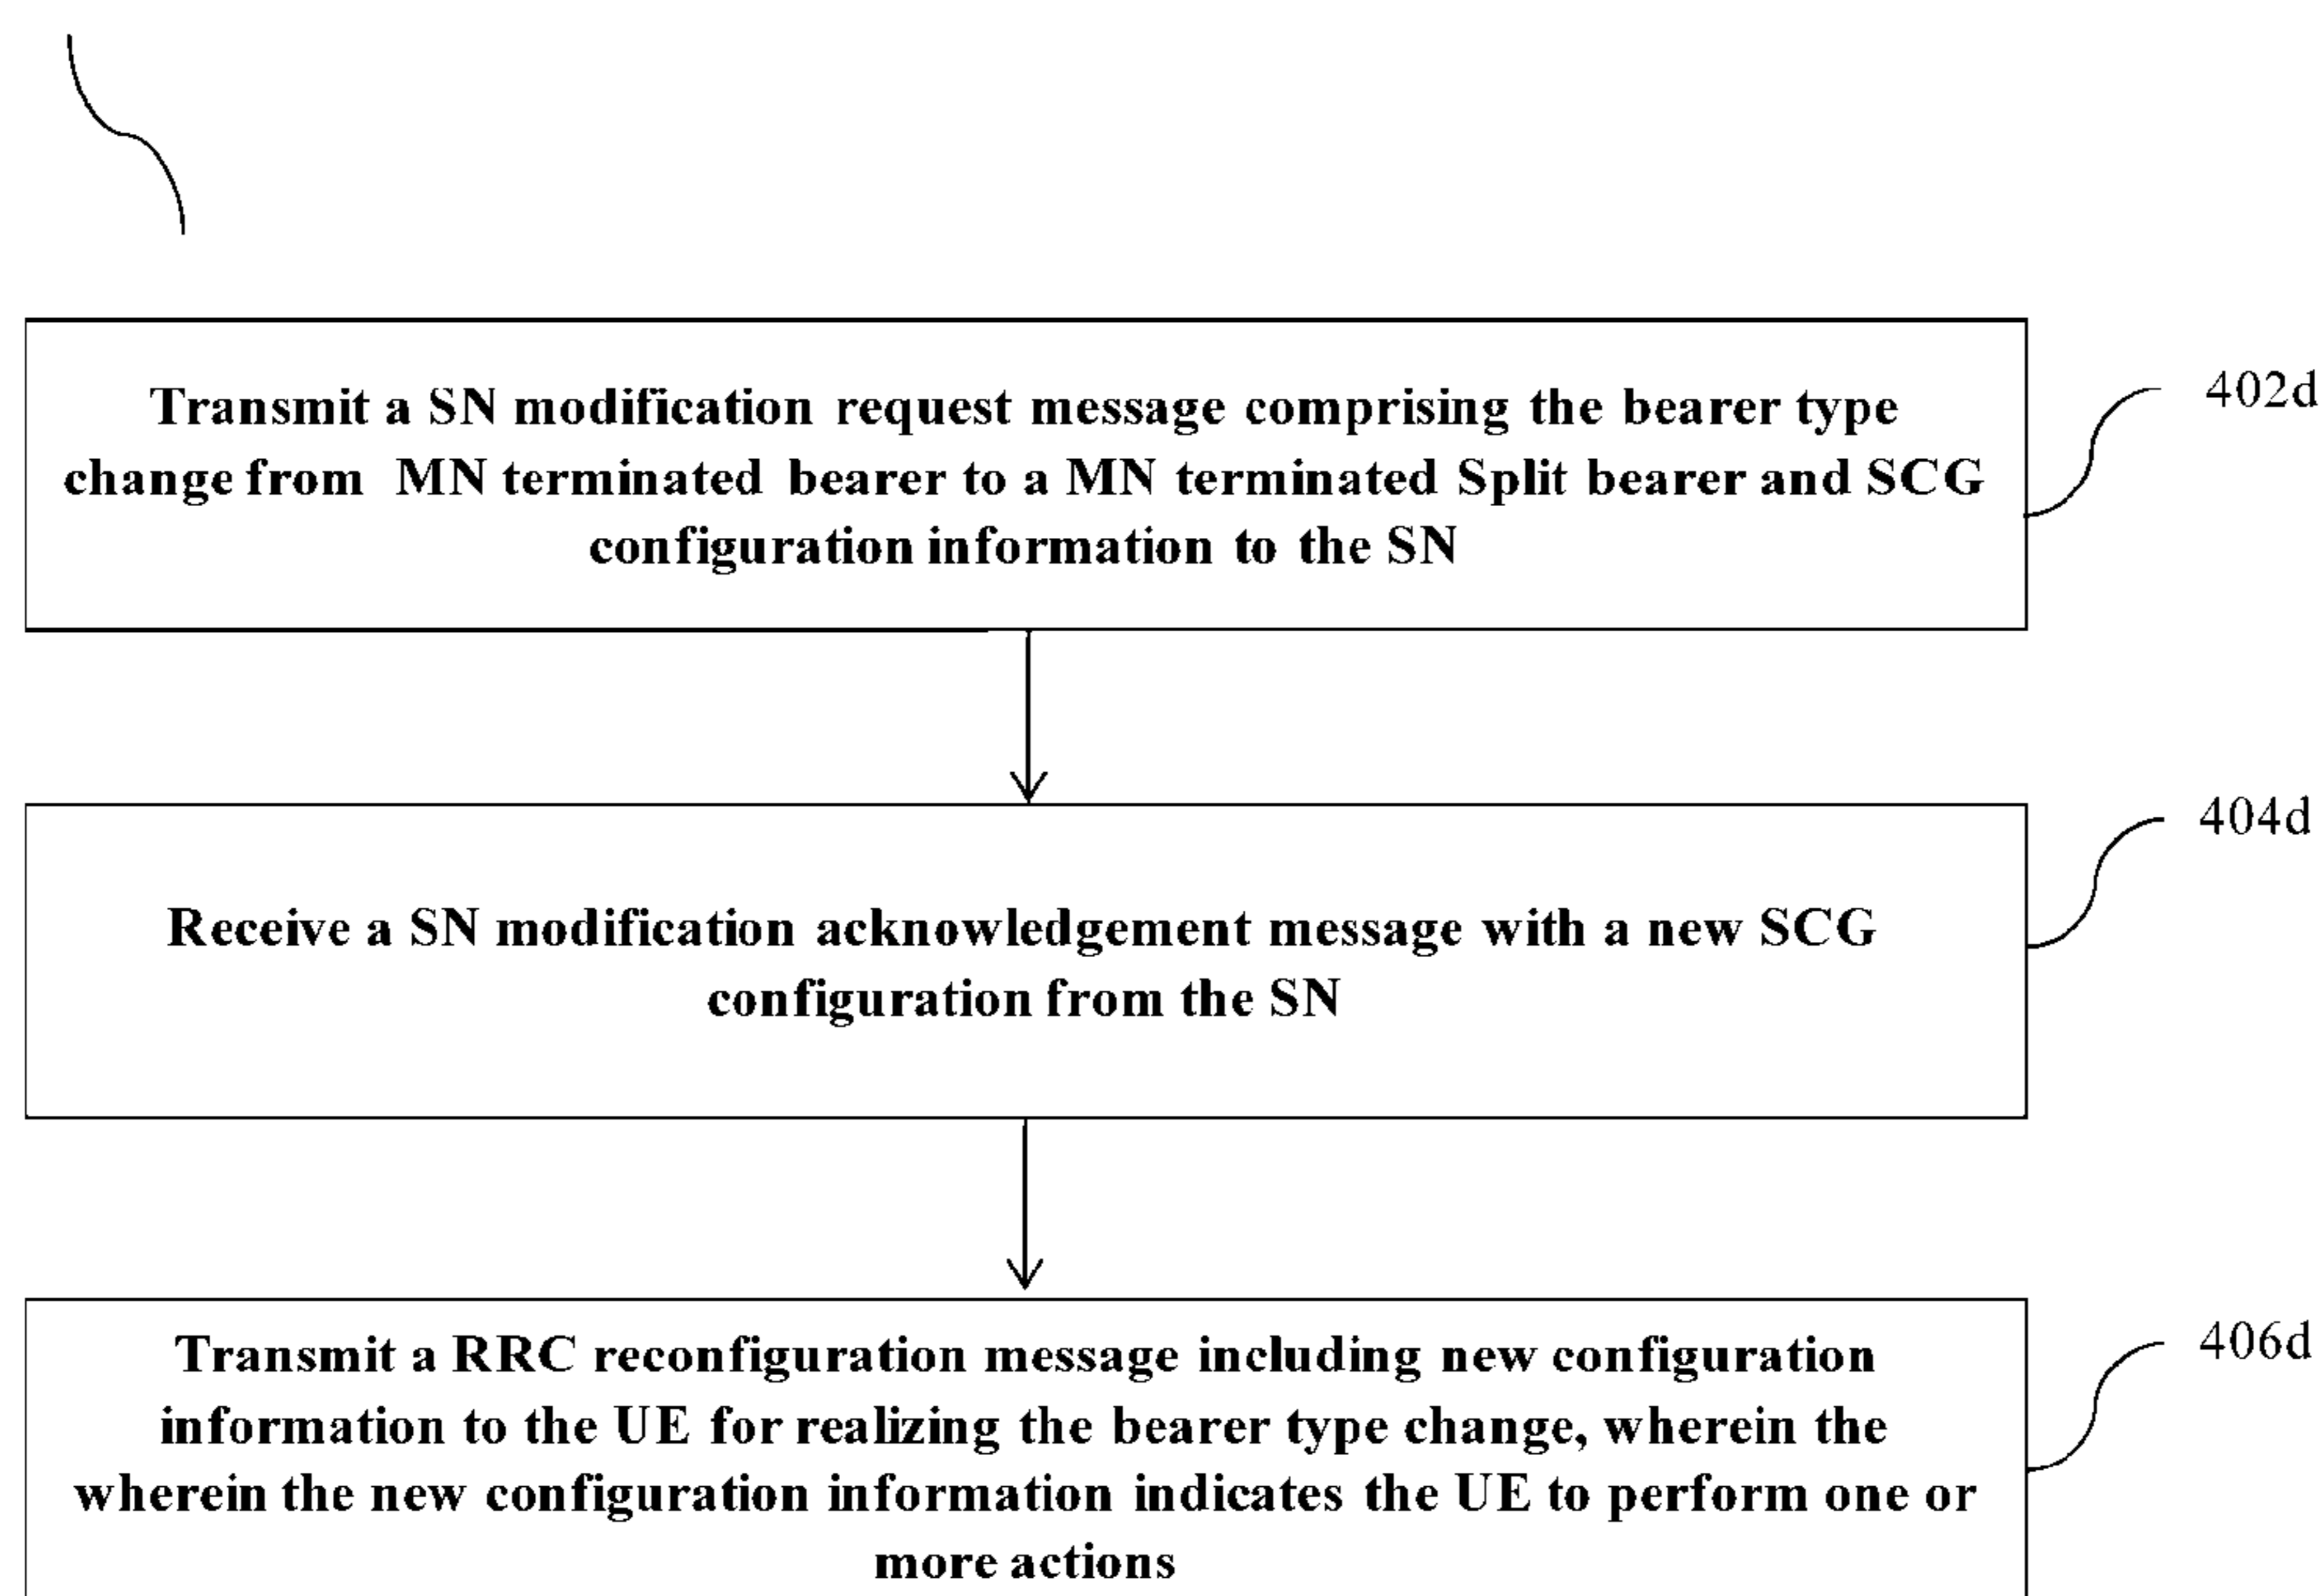 Transmit a SN modification request message comprising the bearer type
402d
change from MN terminated bearer to a MN terminated Split bearer and SCG
configuration information to the SN
404d
Receive a SN modification acknowledgement message with a new SCG
configuration from the SN
406d
Transmit a RRC reconfiguration message including new configuration
information to the UE for realizing the bearer type change, wherein the
wherein the new configuration information indicates the UE to perform one or
more actions